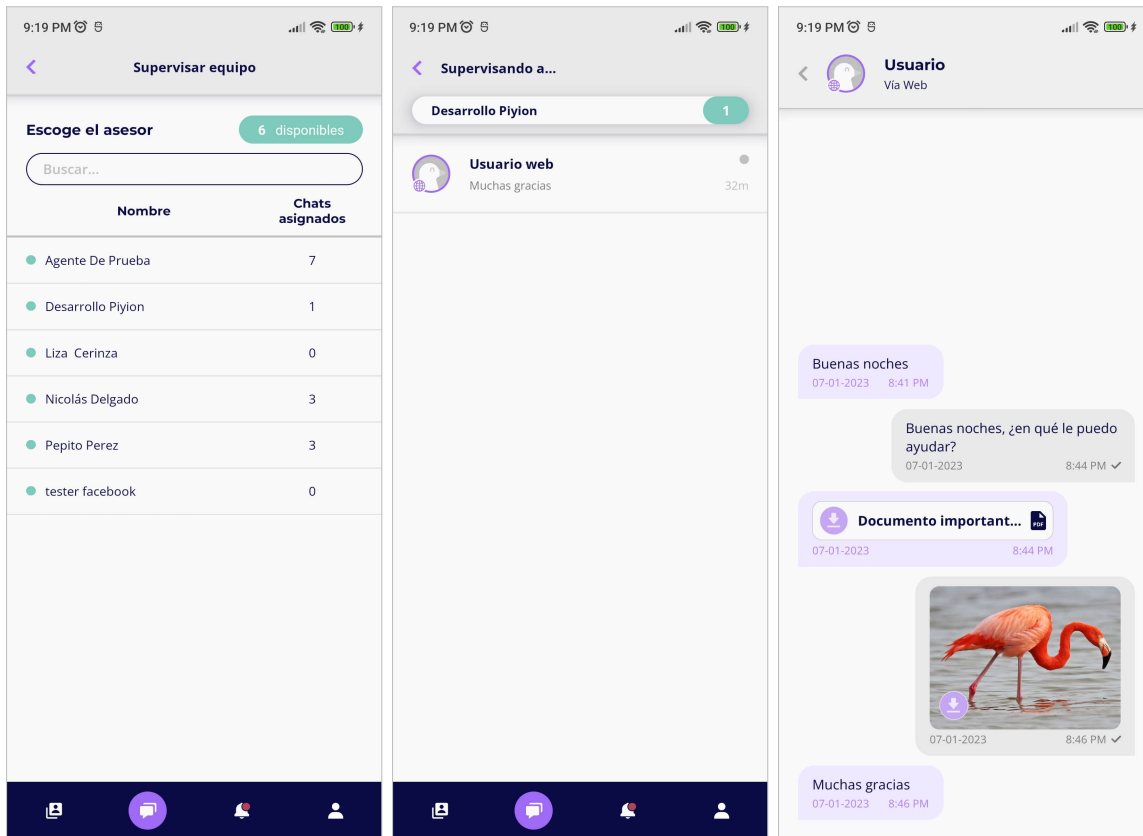 9:19 PM
100
Supervisar equipo
Escoge el asesor
6 disponibles
Buscar...
Nombre
Chats
asignados
Agente De Prueba 7
Desarrollo Piyion 1
Liza Cerinza 0
Nicolás Delgado 3
Pepito Perez 3
tester facebook 0
9:19 PM
100
Supervisando a...
Desarrollo Piyion 1
Usuario web
Muchas gracias 32m
9:19 PM
100
Usuario
Vía Web
Buenas noches
07-01-2023 8:41 PM
Buenas noches, ¿en qué le puedo
ayudar?
07-01-2023 8:44 PM
Documento important... PDF
07-01-2023 8:44 PM
07-01-2023 8:46 PM
Muchas gracias
07-01-2023 8:46 PM